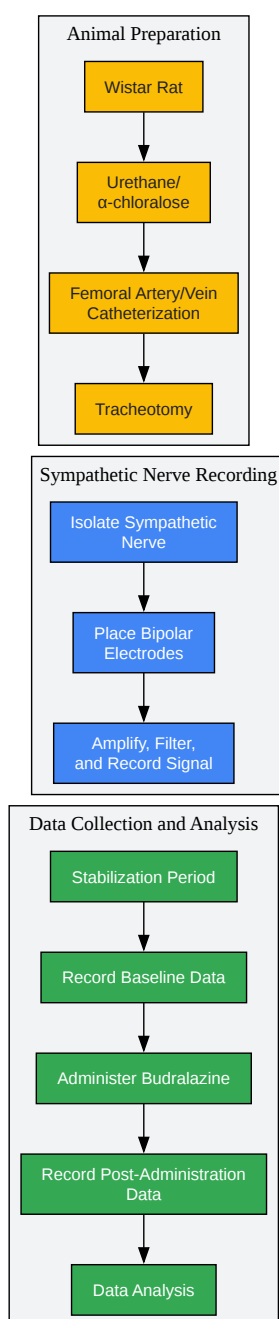 Animal Preparation
Wistar Rat
Urethane/
α-chloralose
Femoral Artery/Vein
Catheterization
Tracheotomy
Sympathetic Nerve Recording
Isolate Sympathetic
Nerve
Place Bipolar
Electrodes
Amplify, Filter,
and Record Signal
Data Collection and Analysis
Stabilization Period
Record Baseline Data
Administer Budralazine
Record Post-Administration
Data
Data Analysis